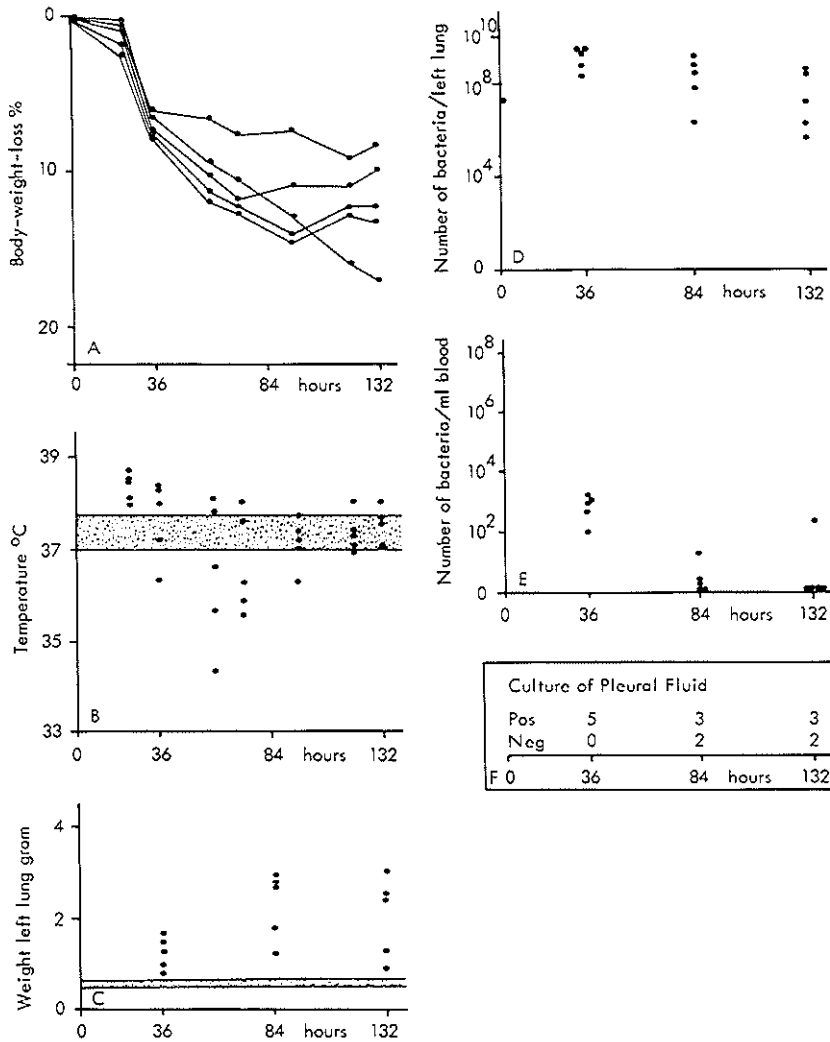 0
10
20
Body-weight-loss %
A
0 36 84 hours 132
39
37
35
33
Temperature °C
B
0 36 84 hours 132
4
2
0
Weight left lung gram
C
0 36 84 hours 132
10^10
10^8
10^4
0
Number of bacteria/left lung
D
0 36 84 hours 132
10^8
10^6
10^4
10^2
0
Number of bacteria/ml blood
E
0 36 84 hours 132
Culture of Pleural Fluid
Pos 5 3 3
Neg 0 2 2
F 0 36 84 hours 132